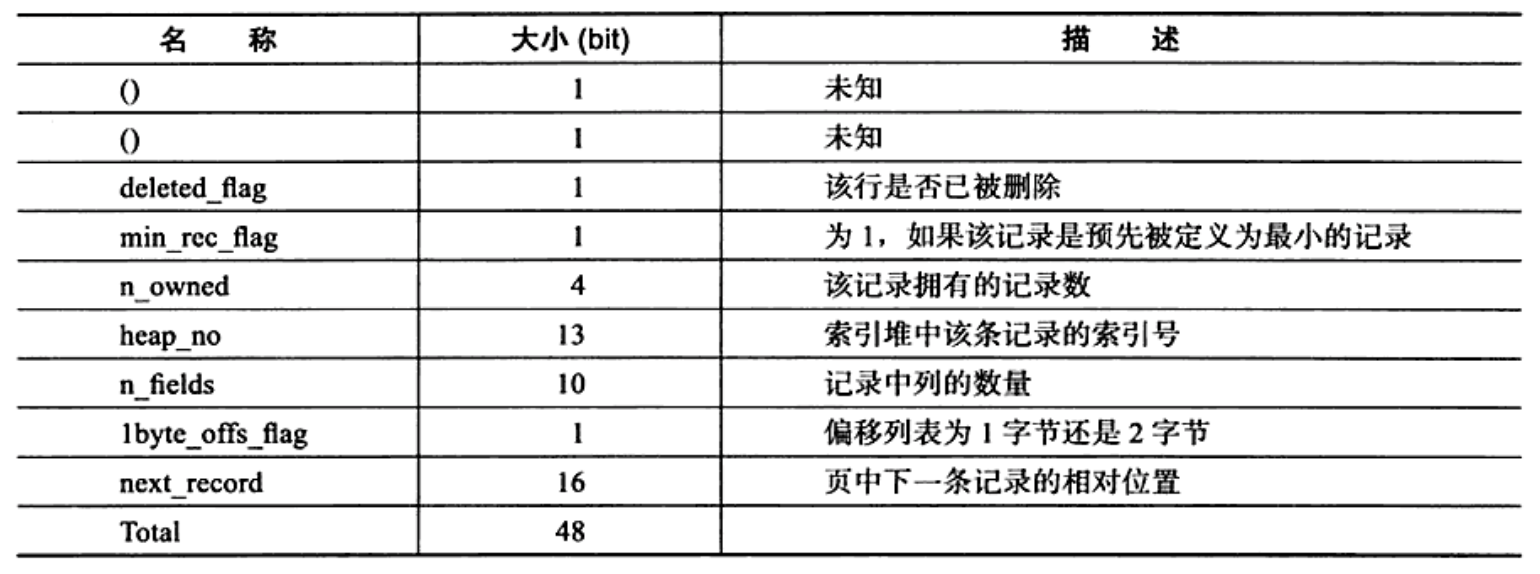 名 称 大小 (bit) 描 述
() 1 未知
() 1 未知
deleted_flag 1 该行是否已被删除
min_rec_flag 1 为 1，如果该记录是预先被定义为最小的记录
n_owned 4 该记录拥有的记录数
heap_no 13 索引堆中该条记录的索引号
n_fields 10 记录中列的数量
1byte_offs_flag 1 偏移列表为 1 字节还是 2 字节
next_record 16 页中下一条记录的相对位置
Total 48